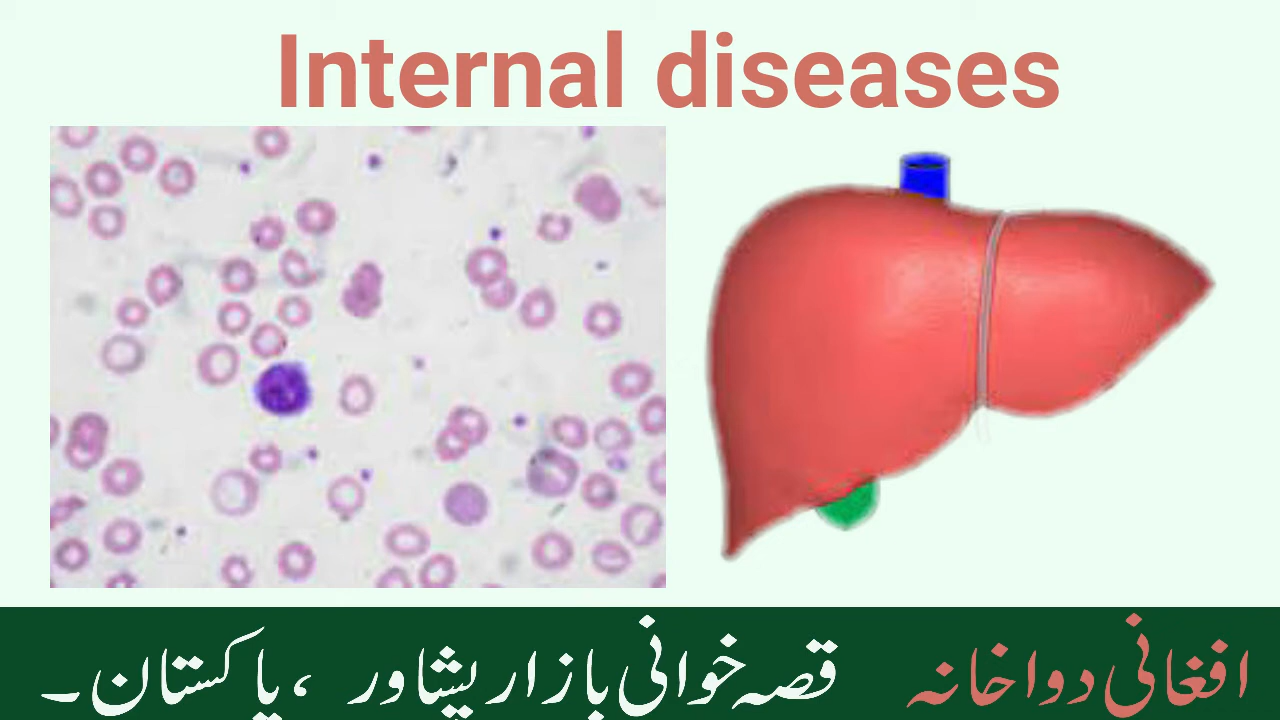 Internal diseases
افغانی دواخانہ قصہ خوانی بازار پشاور ، پاکستان۔